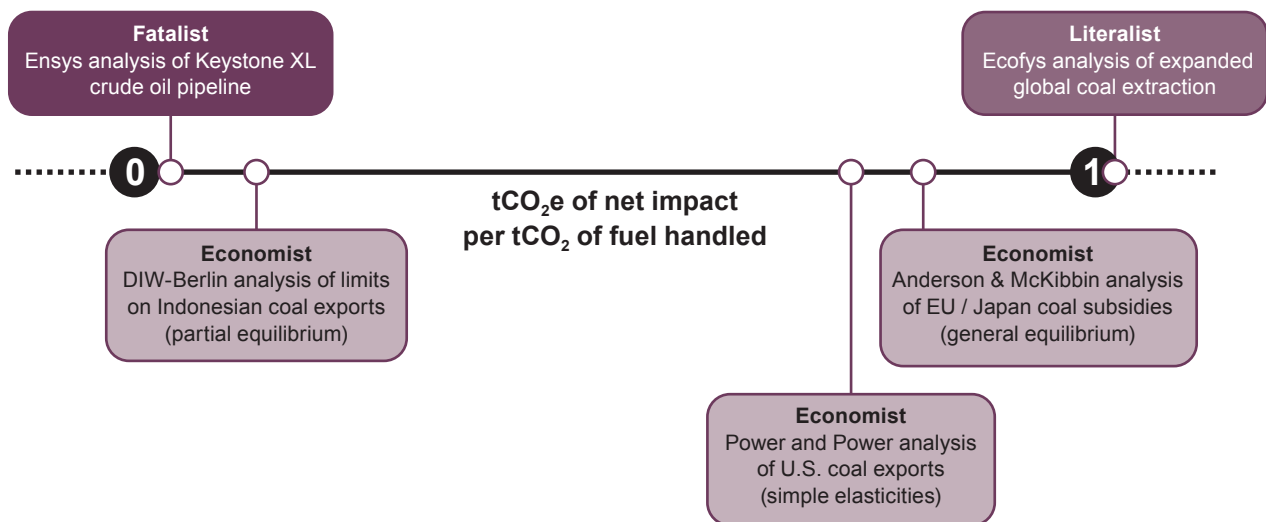 Fatalist
Ensys analysis of Keystone XL
crude oil pipeline
Literalist
Ecofys analysis of expanded
global coal extraction
0
1
tCO₂e of net impact
per tCO₂ of fuel handled
Economist
DIW-Berlin analysis of limits
on Indonesian coal exports
(partial equilibrium)
Economist
Anderson & McKibbin analysis
of EU / Japan coal subsidies
(general equilibrium)
Economist
Power and Power analysis
of U.S. coal exports
(simple elasticities)